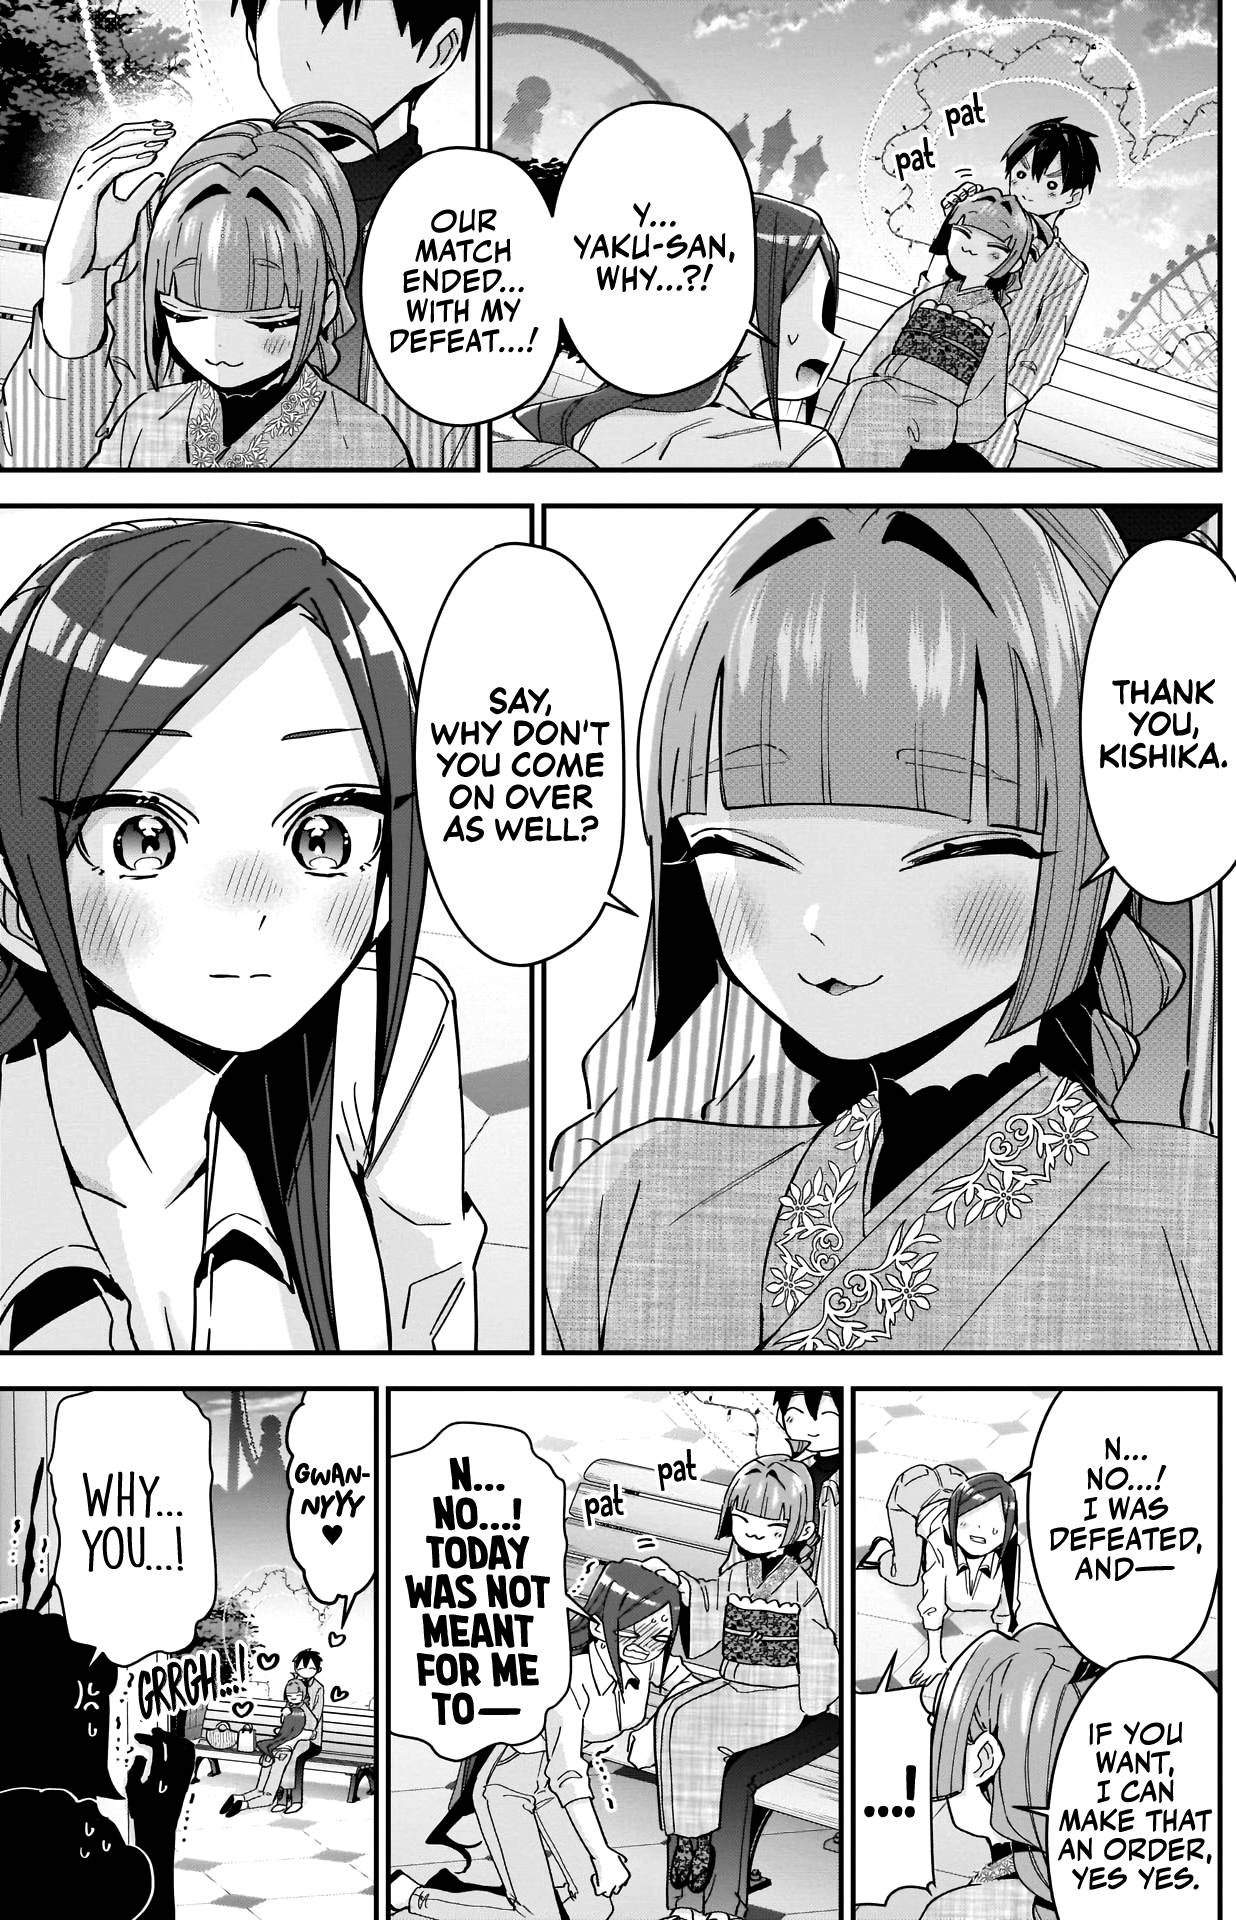 pat
pat
Y...
YAKU-SAN,
WHY...?!
OUR
MATCH
ENDED...
WITH MY
DEFEAT...!
THANK
YOU,
KISHIKA.
SAY,
WHY DON'T
YOU COME
ON OVER
AS WELL?
N...
NO...!
I WAS
DEFEATED,
AND—
IF YOU
WANT,
I CAN
MAKE THAT
AN ORDER,
YES YES.
....!
pat
pat
N...
NO...!
TODAY
WAS NOT
MEANT
FOR ME
TO—
GWAN-
NYYY
♥
WHY...
YOU...!
GRRGH...!